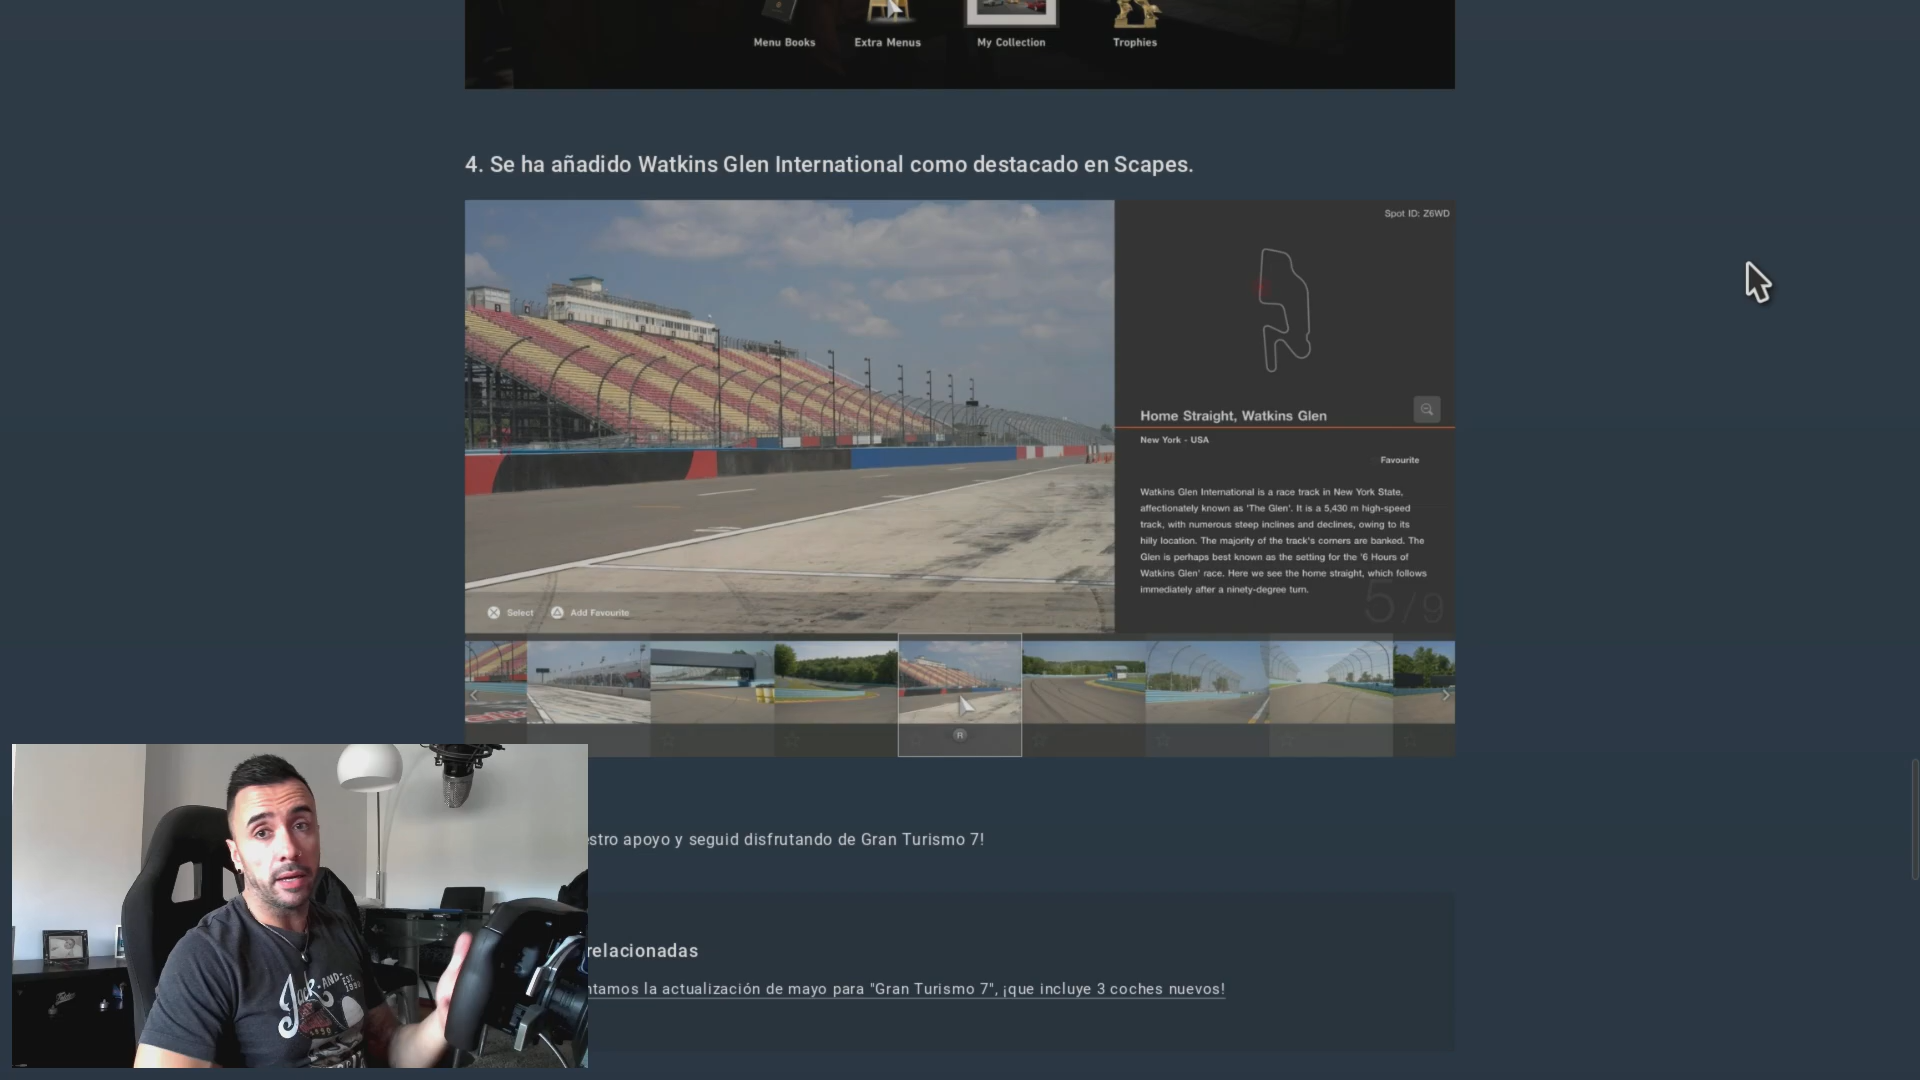 Menu Books
Extra Menus
My Collection
Trophies
4. Se ha añadido Watkins Glen International como destacado en Scapes.
Spot ID: Z6WD
Home Straight, Watkins Glen
New York - USA
Favourite
Watkins Glen International is a race track in New York State,
affectionately known as 'The Glen'. It is a 5,430 m high-speed
track, with numerous steep inclines and declines, owing to its
hilly location. The majority of the track's corners are banked. The
Glen is perhaps best known as the setting for the '6 Hours of
Watkins Glen' race. Here we see the home straight, which follows
immediately after a ninety-degree turn.
5/9
Select
Add Favourite
R
estro apoyo y seguid disfrutando de Gran Turismo 7!
relacionadas
ntamos la actualización de mayo para "Gran Turismo 7", ¡que incluye 3 coches nuevos!
Jack
AND
EST.